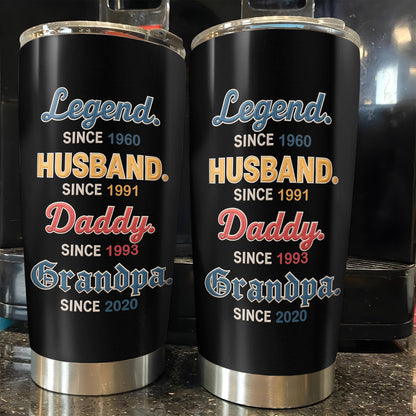 Legend.
SINCE 1960
HUSBAND.
SINCE 1991
Daddy.
SINCE 1993
Grandpa.
SINCE 2020
Legend.
SINCE 1960
HUSBAND.
SINCE 1991
Daddy.
SINCE 1993
Grandpa.
SINCE 2020